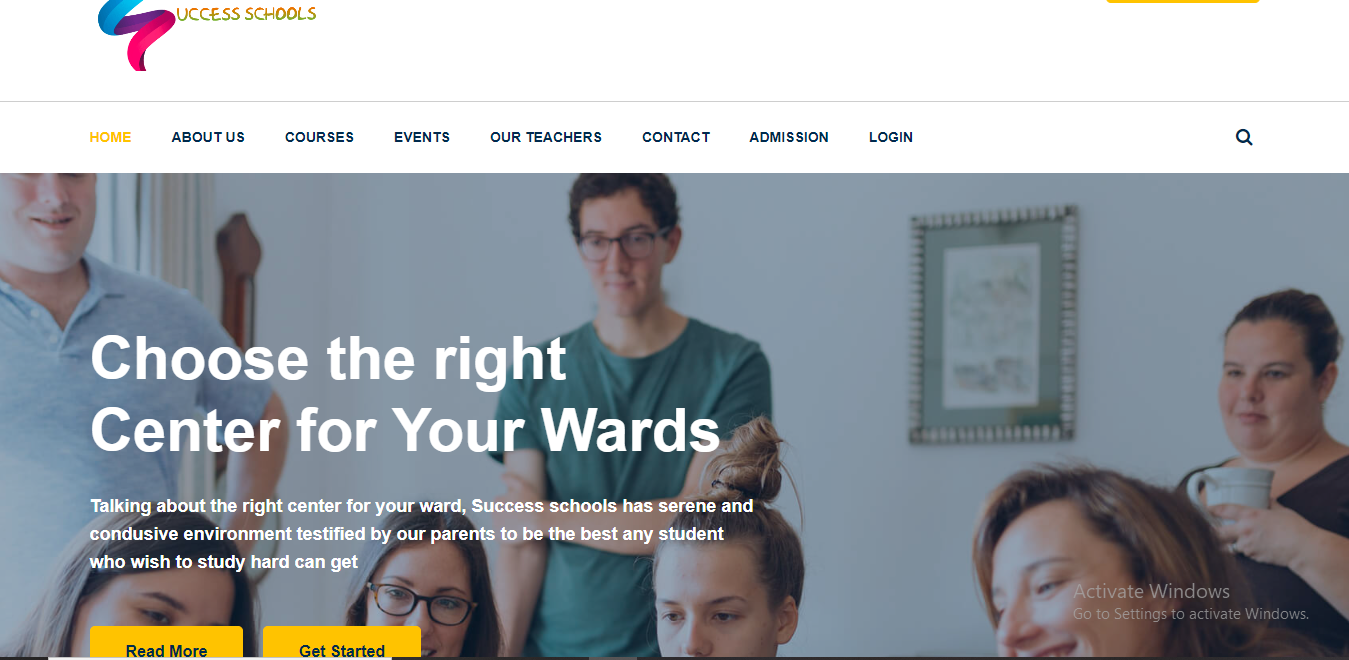 UCCESS SCHOOLS
HOME ABOUT US COURSES EVENTS OUR TEACHERS CONTACT ADMISSION LOGIN
Choose the right
Center for Your Wards
Talking about the right center for your ward, Success schools has serene and
condusive environment testified by our parents to be the best any student
who wish to study hard can get
Read More Get Started
Activate Windows
Go to Settings to activate Windows.